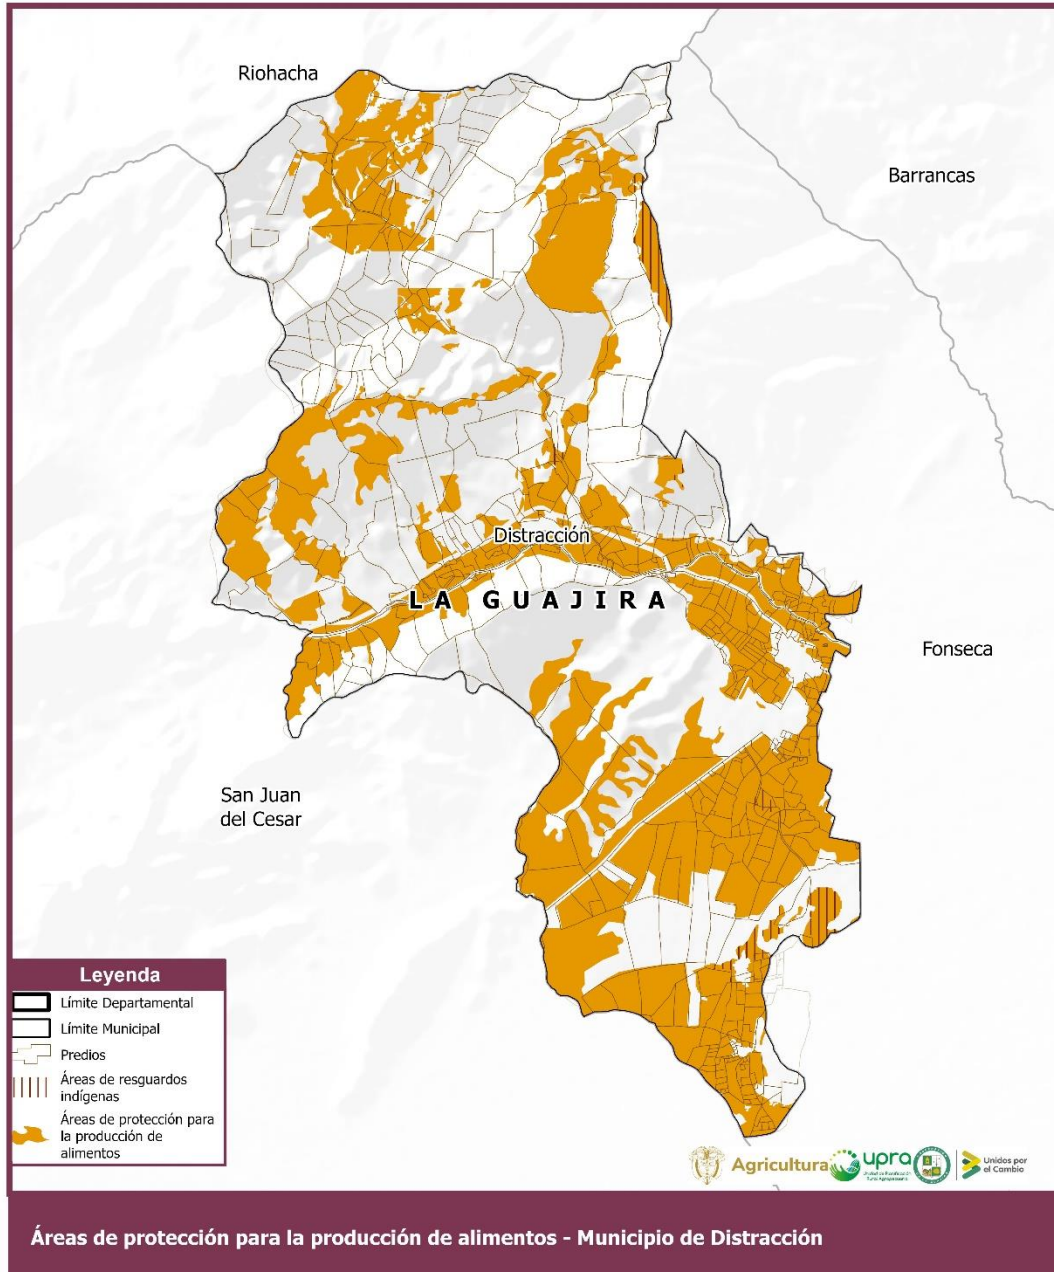 Riohacha
Barrancas
Distracción
LA GUAJIRA
Fonseca
San Juan
del Cesar
Leyenda
Límite Departamental
Límite Municipal
Predios
Áreas de resguardos
indígenas
Áreas de protección para
la producción de
alimentos
Agricultura
upra
Unidos por
el Cambio
Áreas de protección para la producción de alimentos - Municipio de Distracción